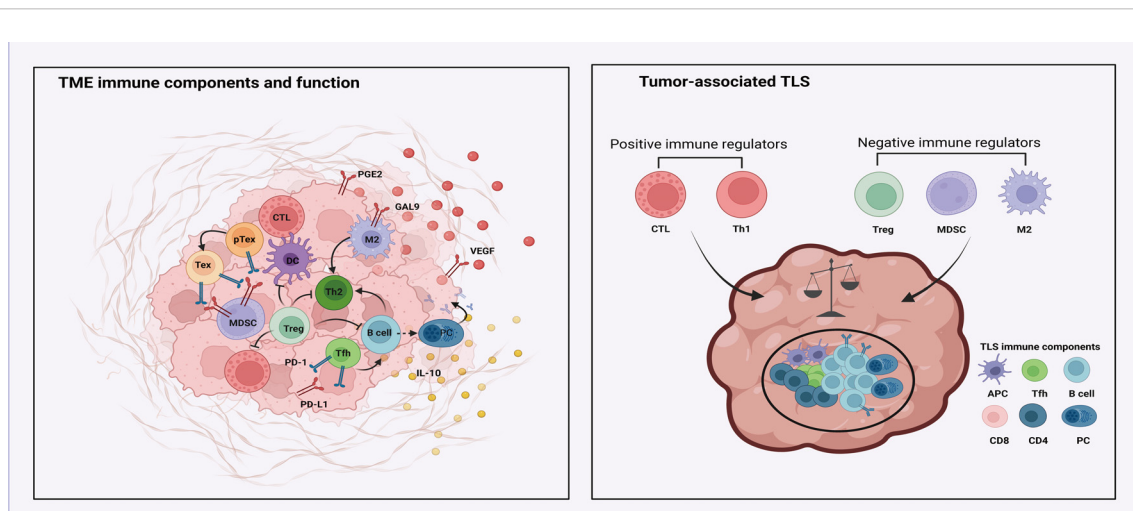 TME immune components and function
PGE2
GAL9
CTL
pTex
M2
VEGF
Tex
DC
Th2
MDSC
Treg
B cell
PC
Tfh
PD-1
IL-10
PD-L1
Tumor-associated TLS
Positive immune regulators
Negative immune regulators
CTL
Th1
Treg
MDSC
M2
TLS immune components
APC
Tfh
B cell
CD8
CD4
PC